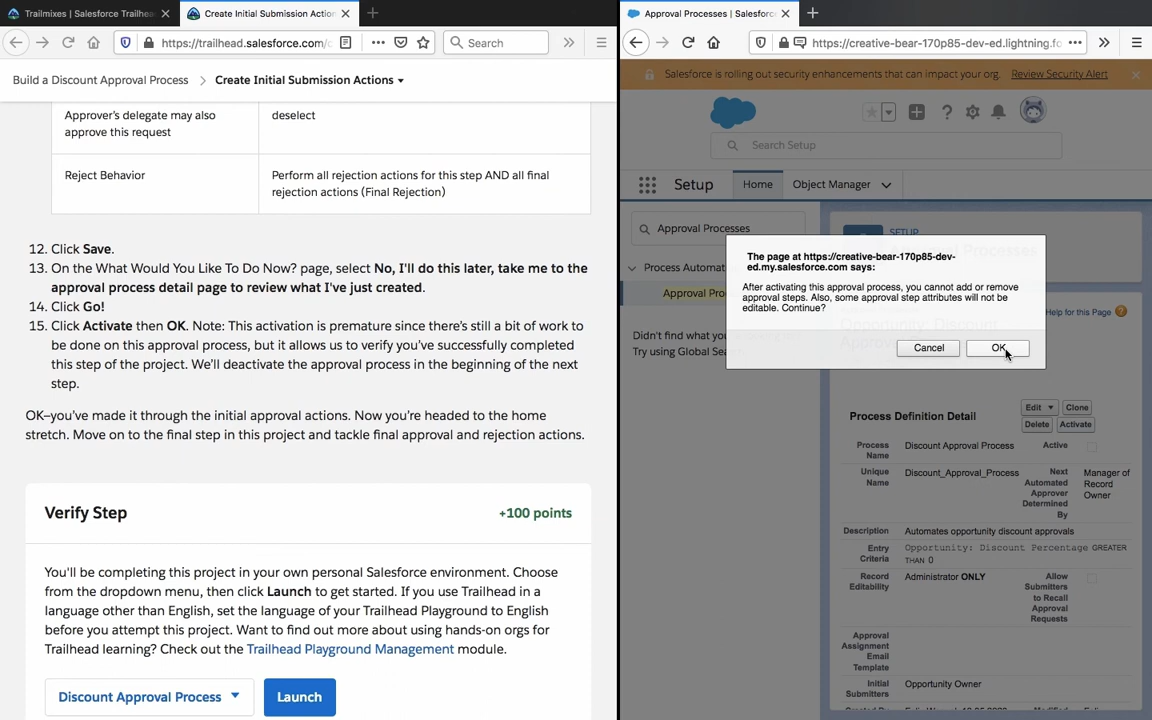 Trailmixes | Salesforce Trailhea
Create Initial Submission Action
https://trailhead.salesforce.com/c
Search
Build a Discount Approval Process
Create Initial Submission Actions
Approver's delegate may also
approve this request
deselect
Reject Behavior
Perform all rejection actions for this step AND all final
rejection actions (Final Rejection)
12. Click Save.
13. On the What Would You Like To Do Now? page, select No, I'll do this later, take me to the
approval process detail page to review what I've just created.
14. Click Go!
15. Click Activate then OK. Note: This activation is premature since there's still a bit of work to
be done on this approval process, but it allows us to verify you've successfully completed
this step of the project. We'll deactivate the approval process in the beginning of the next
step.
OK–you've made it through the initial approval actions. Now you're headed to the home
stretch. Move on to the final step in this project and tackle final approval and rejection actions.
Verify Step
+100 points
You'll be completing this project in your own personal Salesforce environment. Choose
from the dropdown menu, then click Launch to get started. If you use Trailhead in a
language other than English, set the language of your Trailhead Playground to English
before you attempt this project. Want to find out more about using hands-on orgs for
Trailhead learning? Check out the Trailhead Playground Management module.
Discount Approval Process
Launch
Approval Processes | Salesforce
https://creative-bear-170p85-dev-ed.lightning.fo
Salesforce is rolling out security enhancements that can impact your org. Review Security Alert
Search Setup
Setup
Home
Object Manager
Approval Processes
Process Automa
Approval Pro
Didn't find what you
Try using Global Sea
SETUP
Approval Processes
The page at https://creative-bear-170p85-dev-
ed.my.salesforce.com says:
After activating this approval process, you cannot add or remove
approval steps. Also, some approval step attributes will not be
editable. Continue?
Cancel
OK
Opportunity: Discount
Help for this Page
Process Definition Detail
Edit
Clone
Delete
Activate
Process
Name
Discount Approval Process
Active
Unique
Name
Discount_Approval_Process
Next
Automated
Approver
Determined
By
Manager of
Record
Owner
Description
Automates opportunity discount approvals
Entry
Criteria
Opportunity: Discount Percentage GREATER
THAN 0
Record
Editability
Administrator ONLY
Allow
Submitters
to Recall
Approval
Requests
Approval
Assignment
Email
Template
Initial
Submitters
Opportunity Owner